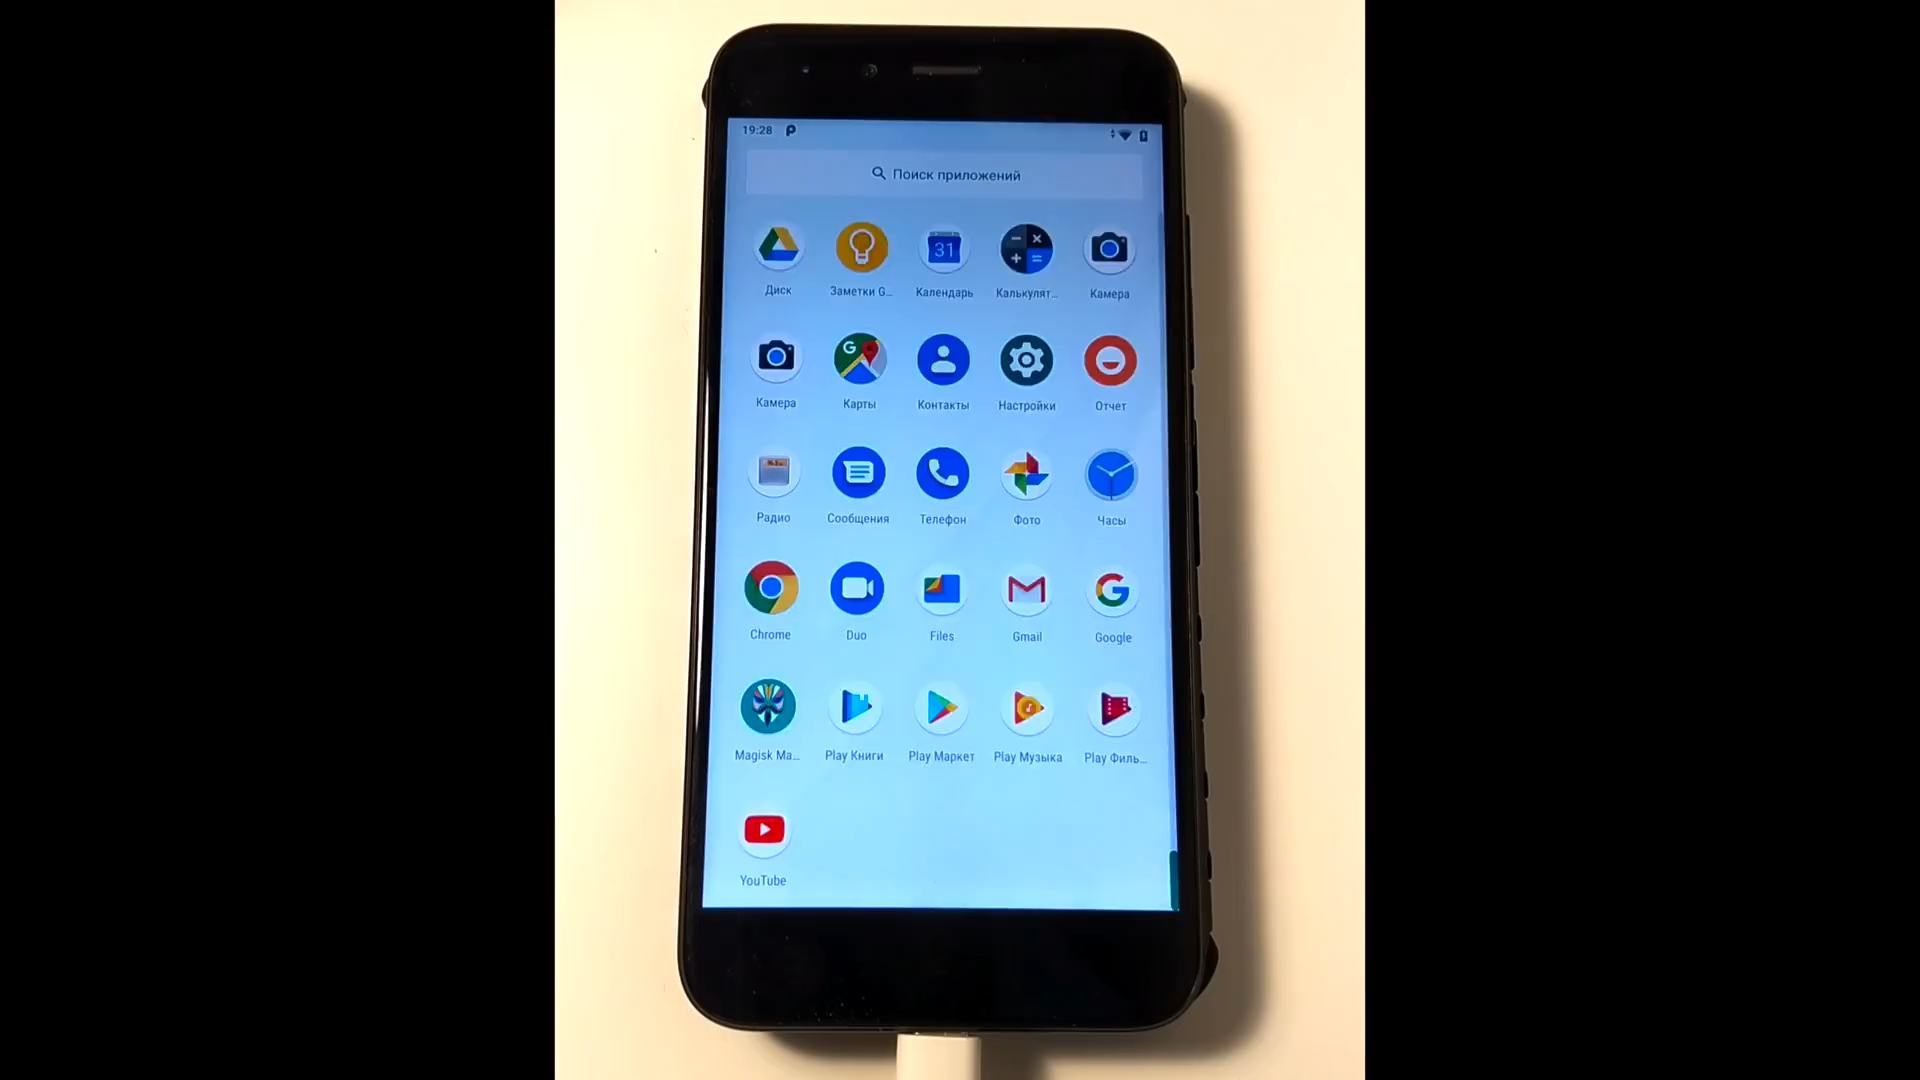 19:28
Поиск приложений
Диск
Заметки G...
31
Календарь
Калькулят...
Камера
Камера
Карты
Контакты
Настройки
Отчет
Радио
Сообщения
Телефон
Фото
Часы
Chrome
Duo
Files
Gmail
Google
Magisk Ma...
Play Книги
Play Маркет
Play Музыка
Play Филь...
YouTube